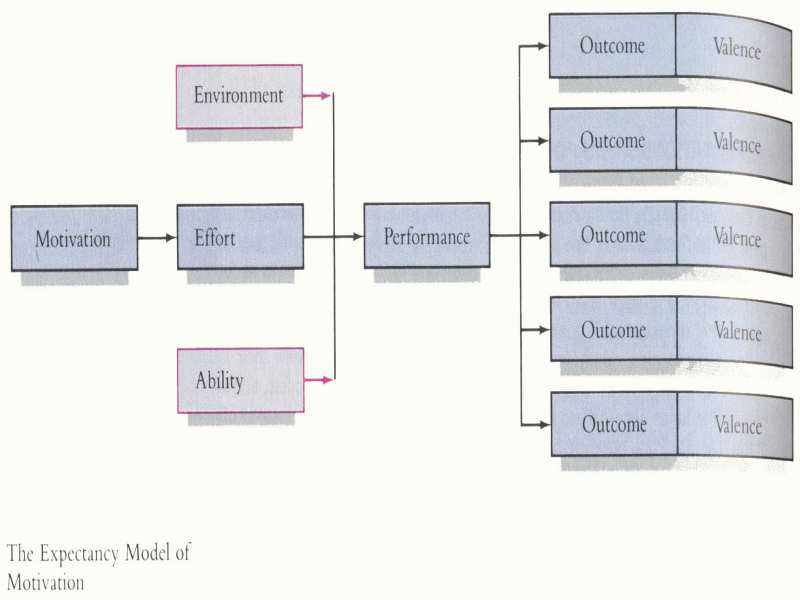 Outcome Valence
Environment
Outcome Valence
Motivation Effort Performance Outcome Valence
Outcome Valence
Ability
Outcome Valence
The Expectancy Model of
Motivation